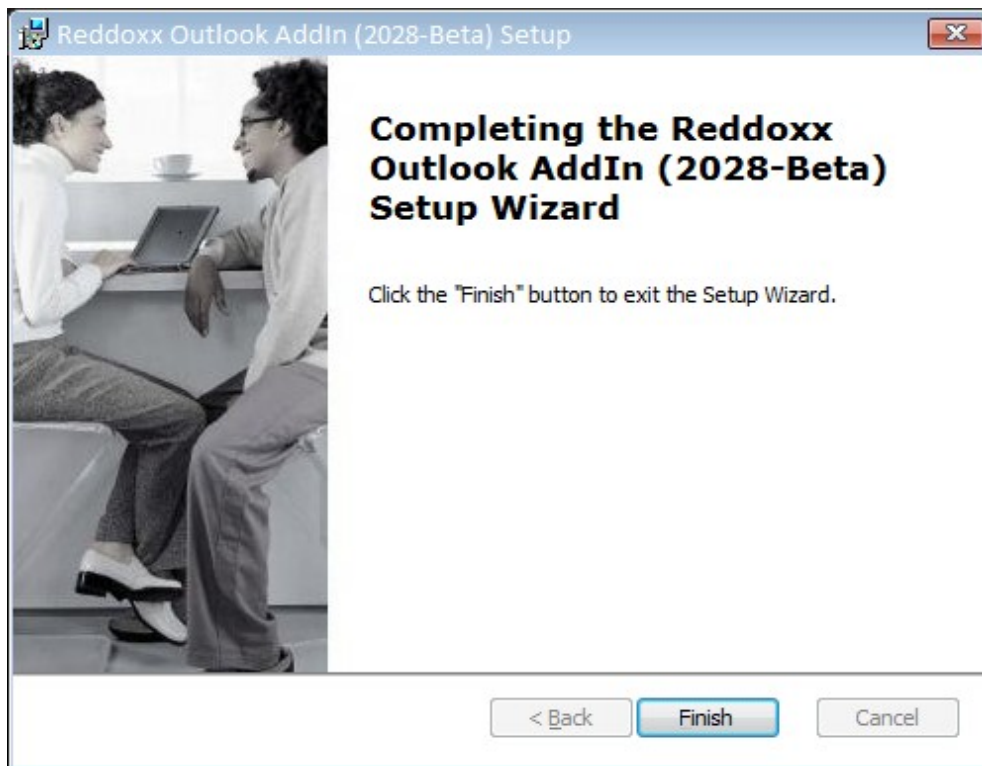 Reddoxx Outlook AddIn (2028-Beta) Setup
Completing the Reddoxx
Outlook AddIn (2028-Beta)
Setup Wizard
Click the "Finish" button to exit the Setup Wizard.
< Back Finish Cancel